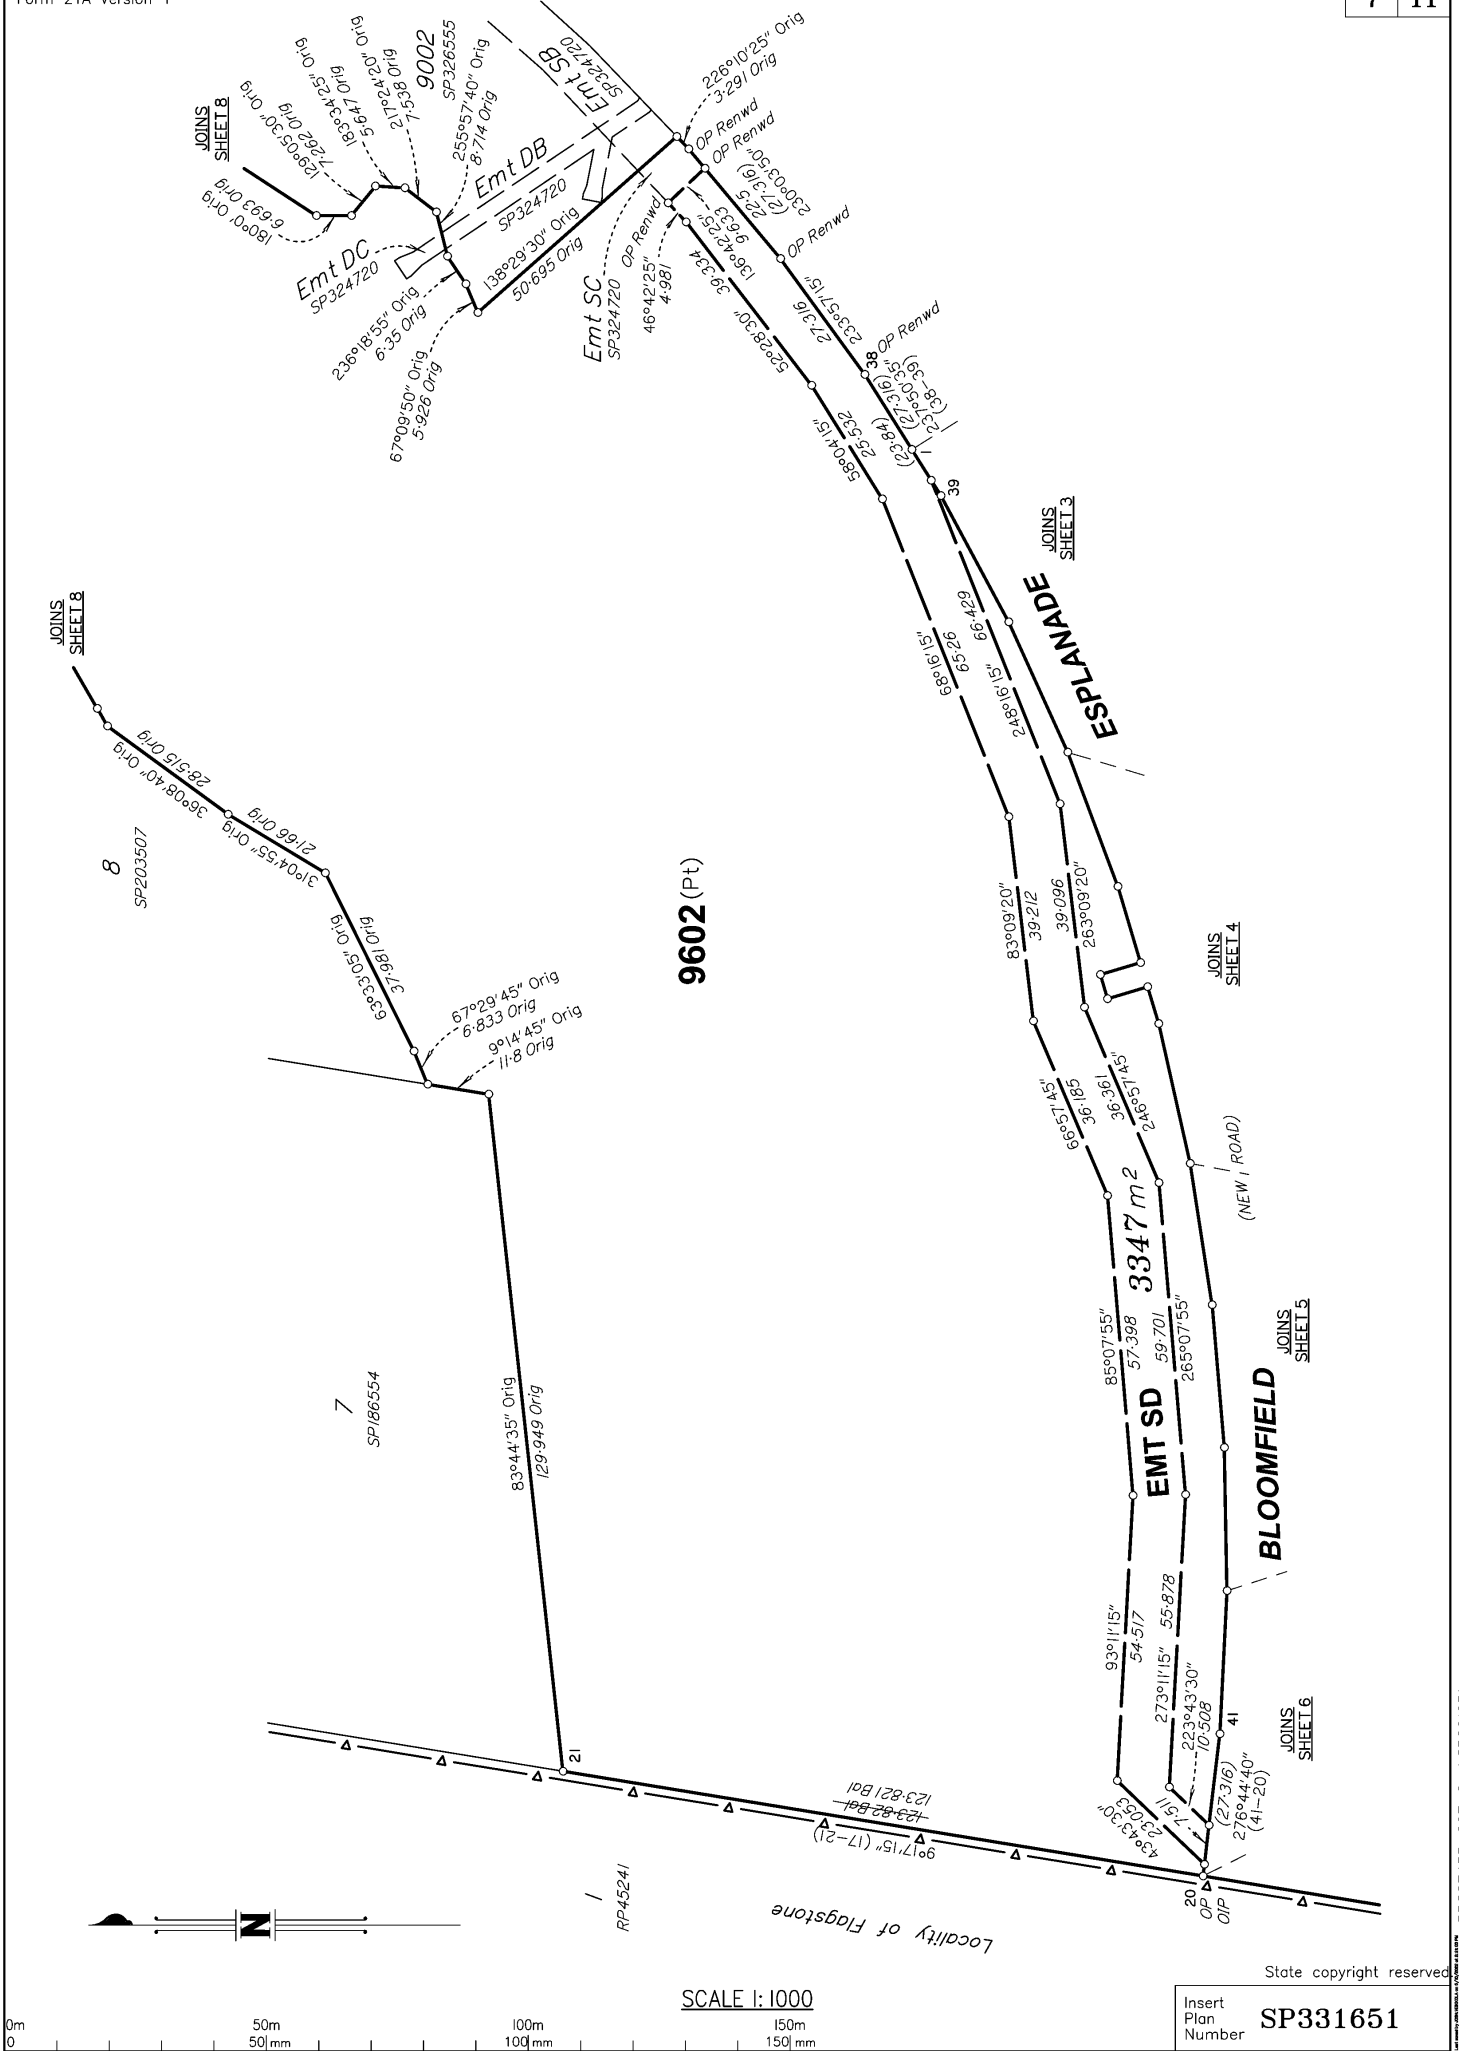 Form 21A Version 1
7
11
JOINS
SHEET 8
180°0' Orig
6·693 Orig
129°05'30" Orig
7·262 Orig
183°34'25" Orig
5·647 Orig
217°24'20" Orig
7·538 Orig
9002
SP326555
255°57'40" Orig
8·714 Orig
Emt DB
SP324720
Emt SB
SP324720
226°10'25" Orig
3·291 Orig
OP Renwd
OP Renwd
Emt DC
SP324720
236°18'55" Orig
6·35 Orig
67°09'50" Orig
5·926 Orig
138°29'30" Orig
50·695 Orig
Emt SC
SP324720
OP Renwd
46°42'25"
4·981
136°42'25"
9·633
22·5
(27·316)
230°03'50"
OP Renwd
52°28'30"
39·334
27·316
233°57'15"
38
OP Renwd
58°04'15"
25·532
(23·84)
(27·316)
237°50'35"
(38-39)
39
JOINS
SHEET 3
JOINS
SHEET 8
36°08'40" Orig
28·515 Orig
31°04'55" Orig
21·66 Orig
8
SP203507
63°33'05" Orig
37·981 Orig
67°29'45" Orig
6·833 Orig
9°14'45" Orig
11·8 Orig
9602 (Pt)
68°16'15"
65·26
66·429
248°16'15"
ESPLANADE
83°09'20"
39·212
39·096
263°09'20"
JOINS
SHEET 4
66°57'45"
36·185
36·361
246°57'45"
(NEW ROAD)
7
SP186554
83°44'35" Orig
129·949 Orig
85°07'55"
57·398
59·701
265°07'55"
EMT SD
3347 m²
BLOOMFIELD
JOINS
SHEET 5
93°11'15"
54·517
273°11'15"
55·878
223°43'30"
10·508
43°43'30"
23·053
7·511
(27·316)
276°44'40"
(41-20)
41
JOINS
SHEET 6
21
123·82 Bal
123·821 Bal
9°17'15" (17-21)
1
RP45241
20
OP
OIP
Locality of Flagstone
N
State copyright reserved
SCALE 1:1000
Insert
Plan
Number
SP331651
0m
50m
100m
150m
0
50mm
100mm
150mm